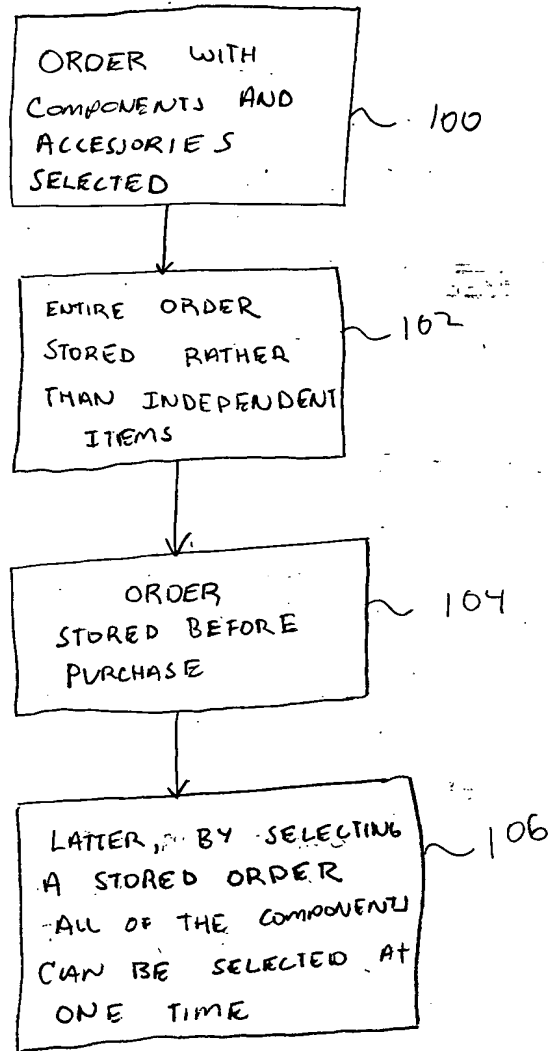 ORDER WITH
COMPONENTS AND
ACCESSORIES
SELECTED
100
ENTIRE ORDER
STORED RATHER
THAN INDEPENDENT
ITEMS
102
ORDER
STORED BEFORE
PURCHASE
104
LATTER, BY SELECTING
A STORED ORDER
ALL OF THE COMPONENTS
CAN BE SELECTED At
ONE TIME
106